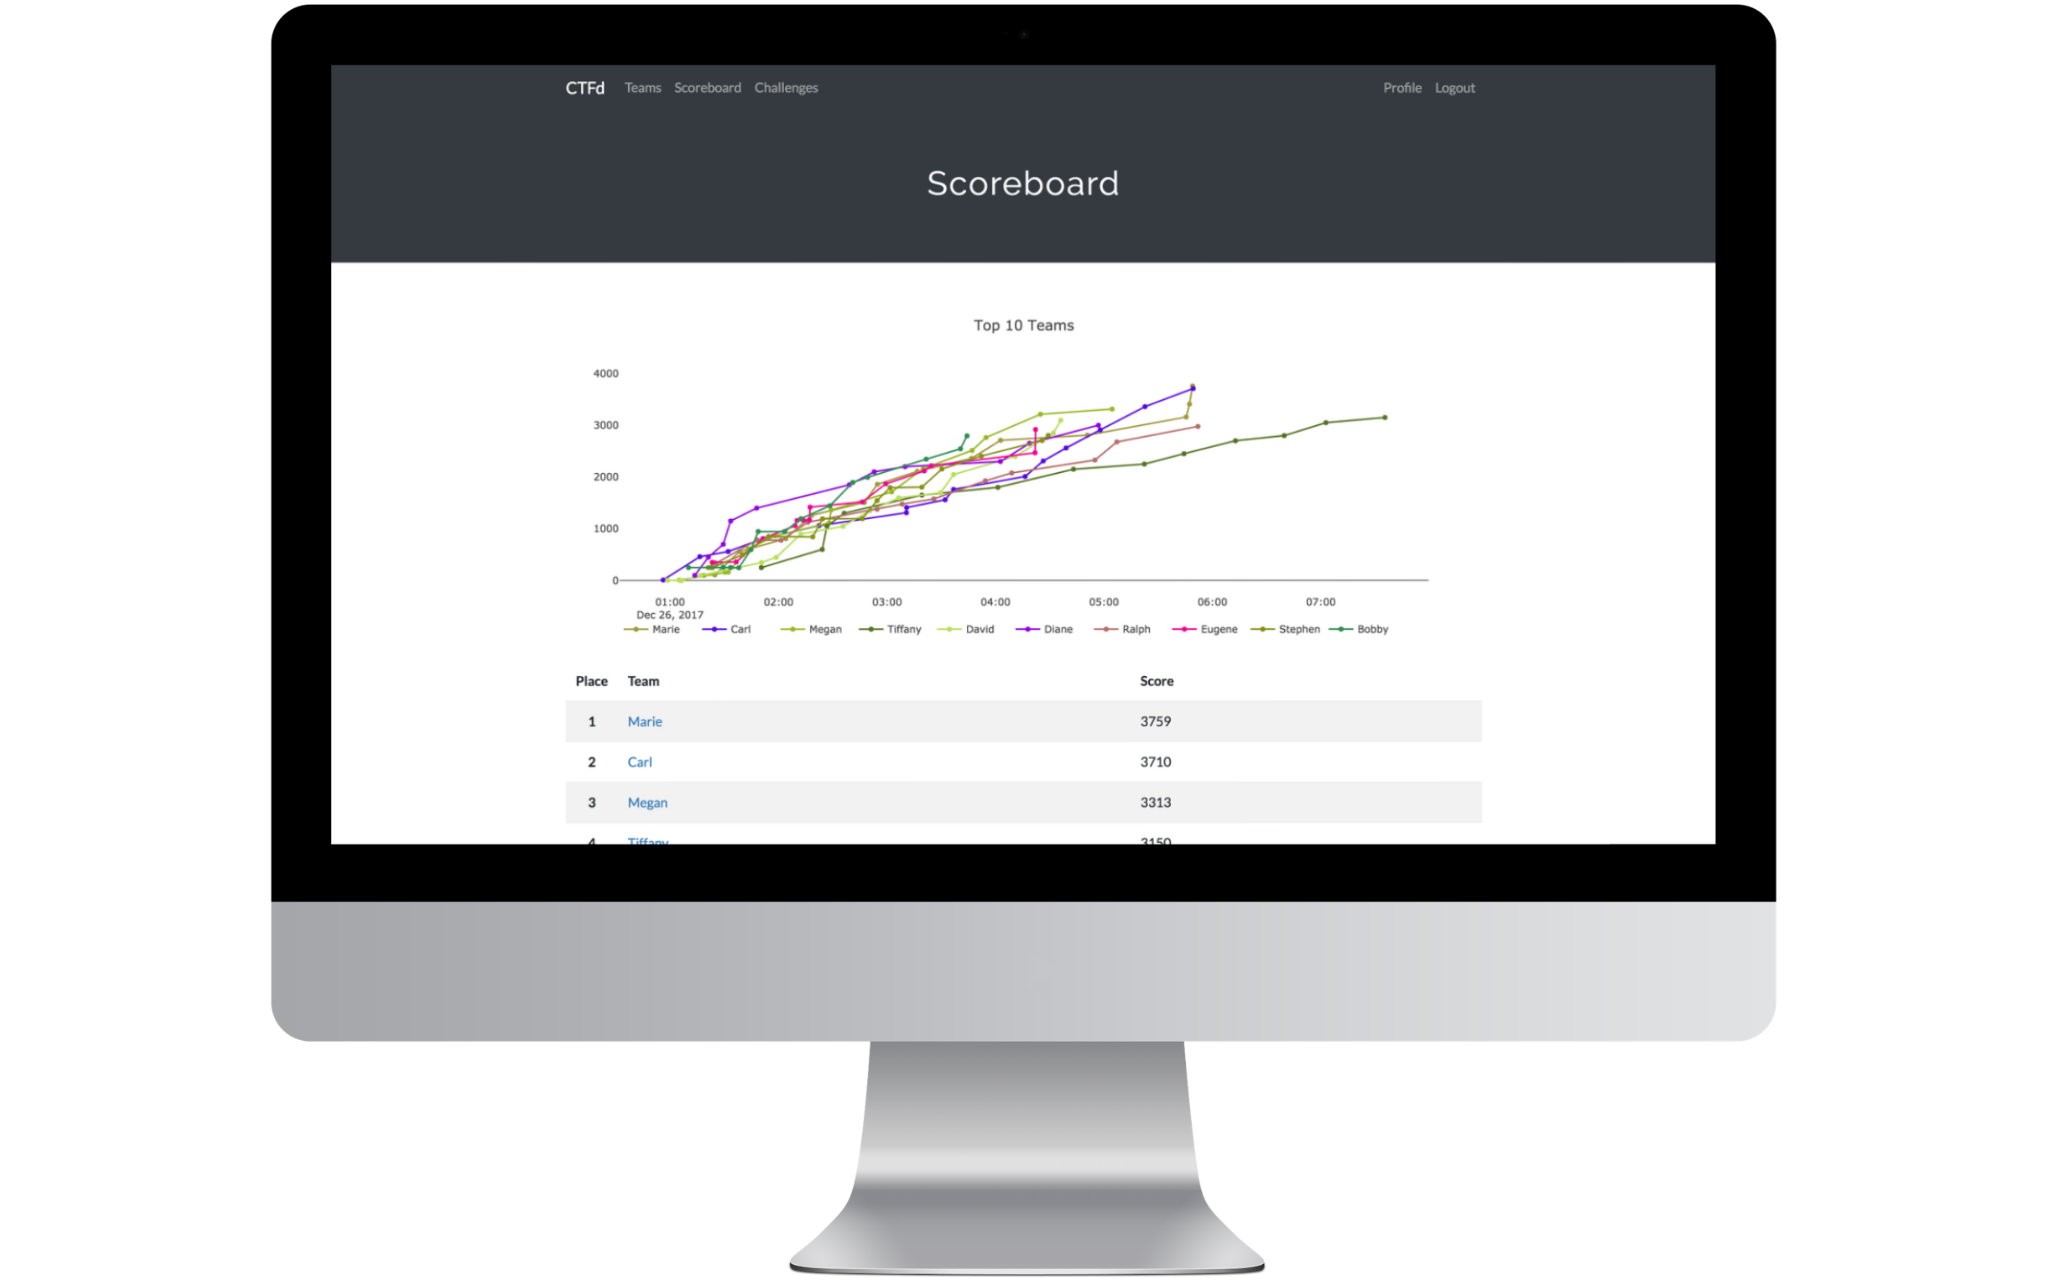 CTFd Teams Scoreboard Challenges Profile Logout
Scoreboard
Top 10 Teams
4000
3000
2000
1000
0
01:00 02:00 03:00 04:00 05:00 06:00 07:00
Dec 26, 2017
Marie Carl Megan Tiffany David Diane Ralph Eugene Stephen Bobby
Place Team Score
1 Marie 3759
2 Carl 3710
3 Megan 3313
4 Tiffany 3150